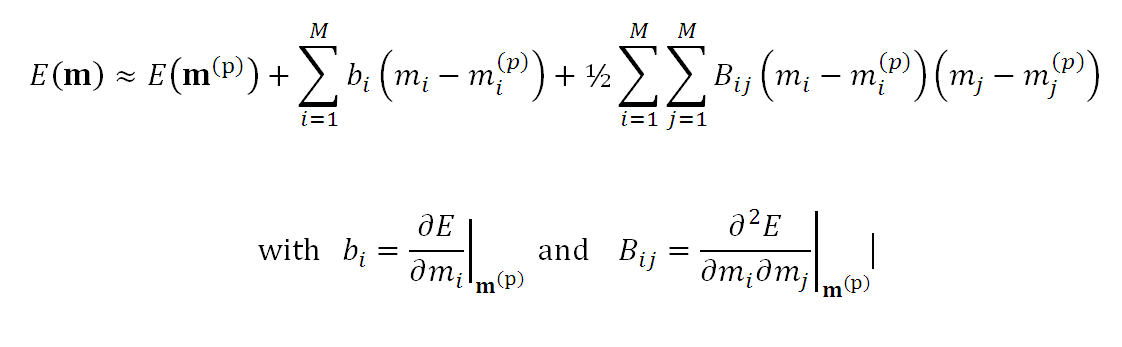 E(𝐦) ≈ E(𝐦⁽ᵖ⁾) + ∑_{i=1}^{M} b_i (m_i − m_i^{(p)}) + ½ ∑_{i=1}^{M} ∑_{j=1}^{M} B_{ij} (m_i − m_i^{(p)}) (m_j − m_j^{(p)})
with b_i = ∂E/∂m_i |_{𝐦⁽ᵖ⁾} and B_{ij} = ∂²E/∂m_i∂m_j |_{𝐦⁽ᵖ⁾} |